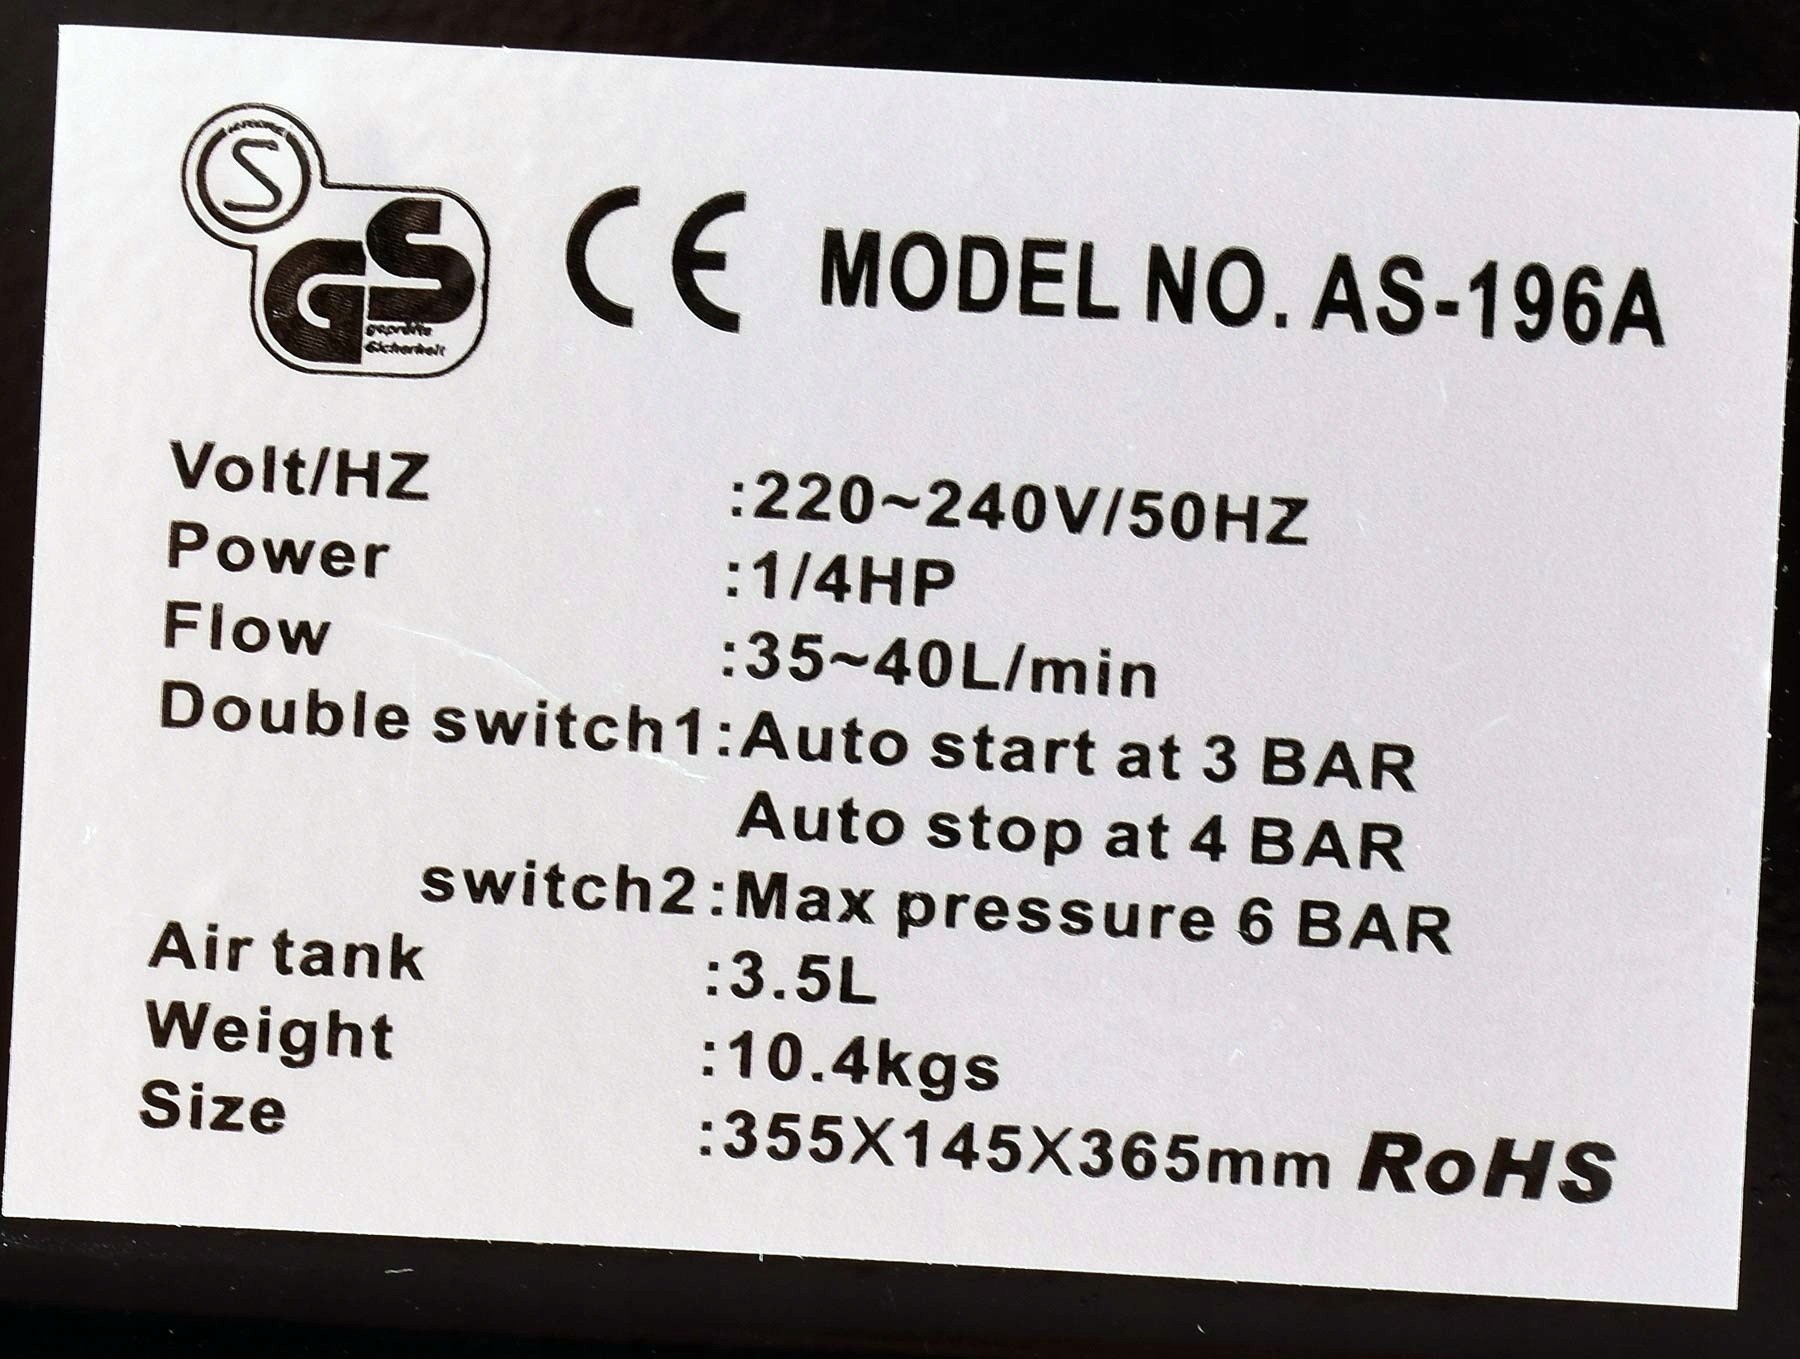 S
GS
geprüfte
Sicherheit
CE MODEL NO. AS-196A
Volt/HZ :220~240V/50HZ
Power :1/4HP
Flow :35~40L/min
Double switch1:Auto start at 3 BAR
Auto stop at 4 BAR
switch2:Max pressure 6 BAR
Air tank :3.5L
Weight :10.4kgs
Size :355X145X365mm RoHS